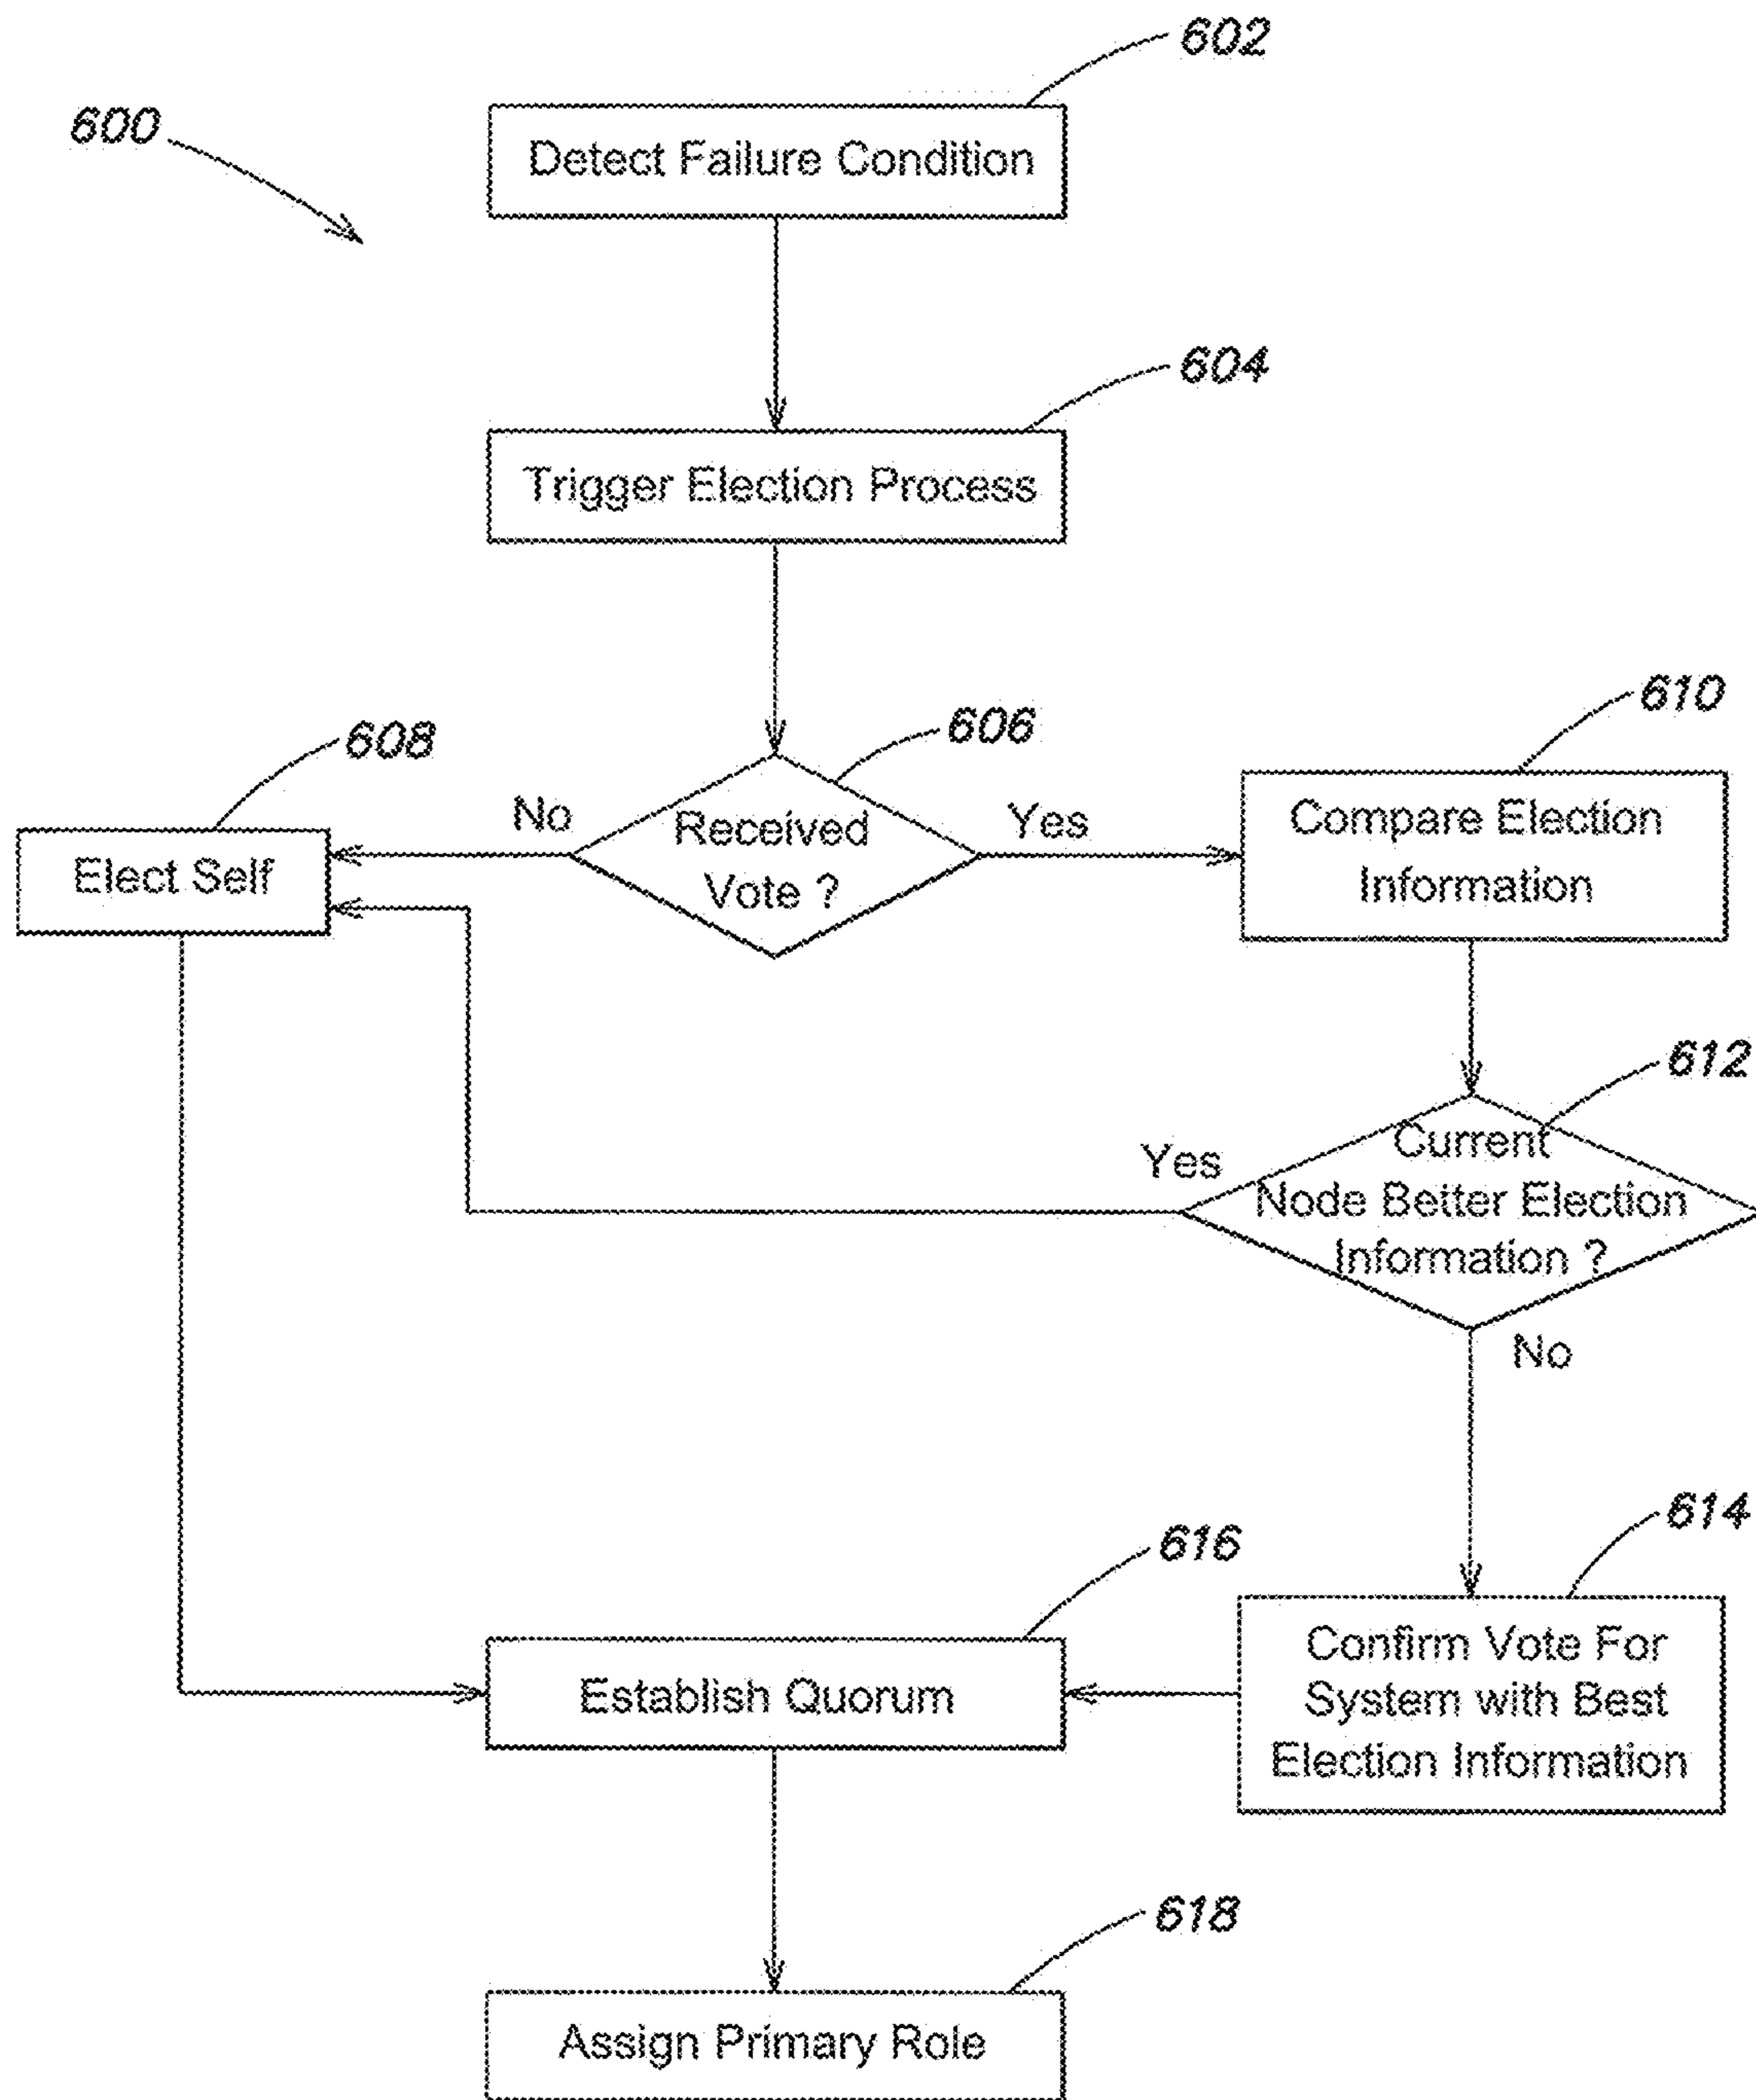 602
600
Detect Failure Condition
604
Trigger Election Process
606
608
610
No
Received
Vote ?
Yes
Compare Election
Information
Elect Self
612
Yes
Current
Node Better Election
Information ?
No
614
616
Confirm Vote For
System with Best
Election Information
Establish Quorum
618
Assign Primary Role